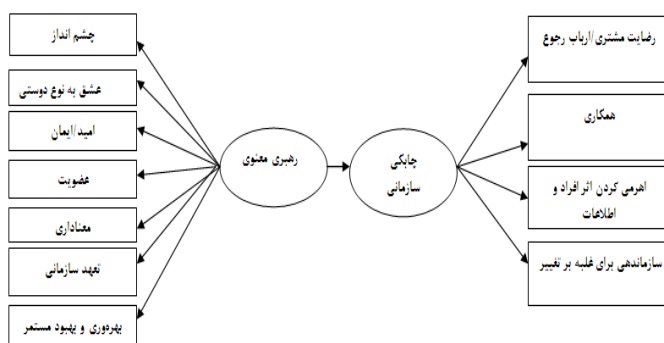 چشم انداز
عشق به نوع دوستی
امید/ایمان
عضویت
معناداری
تعهد سازمانی
بهره‌وری و بهبود مستمر
رهبری معنوی
چابکی
سازمانی
رضایت مشتری/ارباب رجوع
همکاری
اهرمی کردن اثر افراد و
اطلاعات
سازماندهی برای غلبه بر تغییر